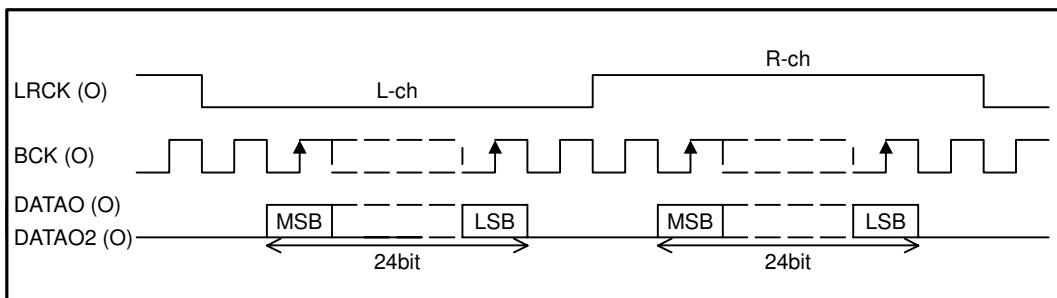 R-ch
LRCK (O)
L-ch
BCK (O)
DATAO (O)
MSB LSB MSB LSB
DATAO2 (O)
24bit 24bit